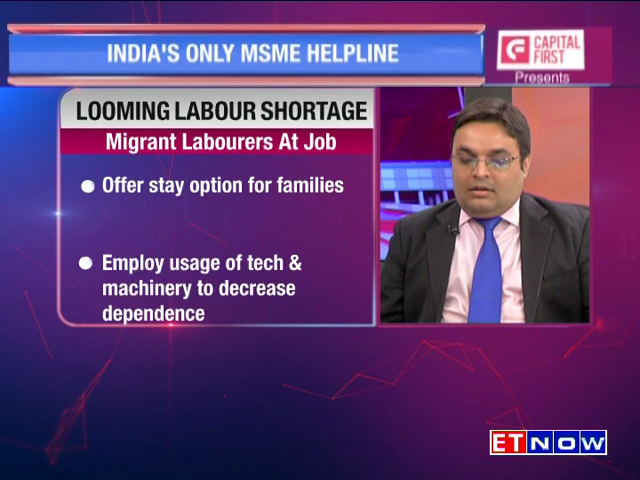 INDIA'S ONLY MSME HELPLINE
CAPITAL
FIRST
Presents
LOOMING LABOUR SHORTAGE
Migrant Labourers At Job
Offer stay option for families
Employ usage of tech &
machinery to decrease
dependence
ET NOW